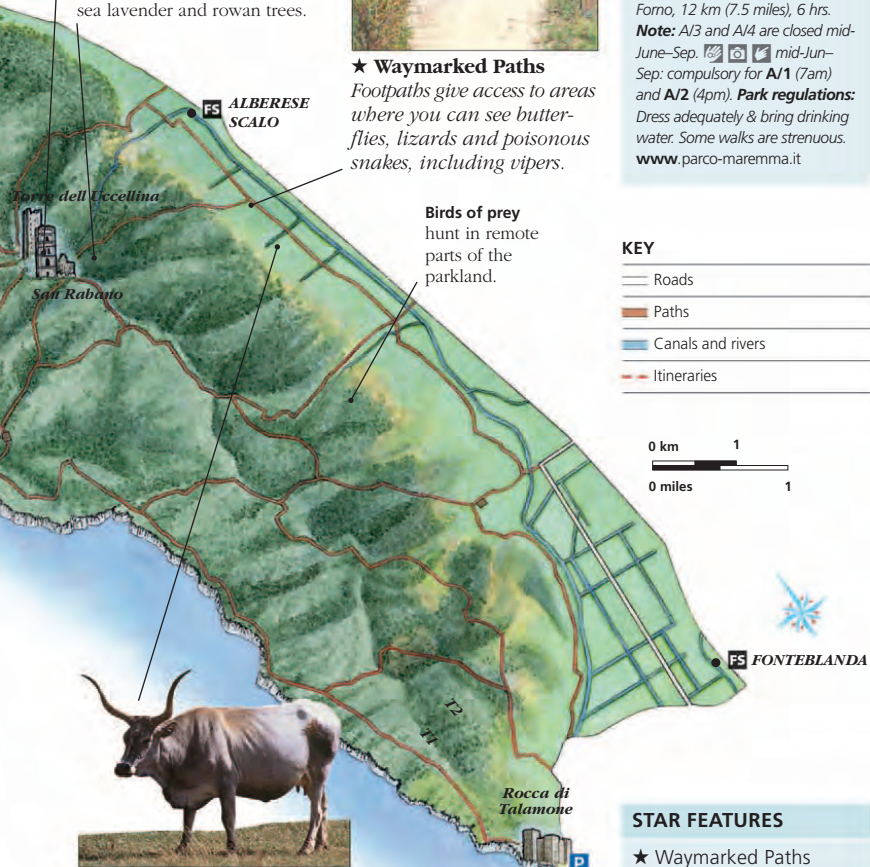 sea lavender and rowan trees.
★ Waymarked Paths
Footpaths give access to areas
where you can see butter-
flies, lizards and poisonous
snakes, including vipers.
Forno, 12 km (7.5 miles), 6 hrs.
Note: A/3 and A/4 are closed mid-
June–Sep. mid-Jun–
Sep: compulsory for A/1 (7am)
and A/2 (4pm). Park regulations:
Dress adequately & bring drinking
water. Some walks are strenuous.
www.parco-maremma.it
FS ALBERESE
SCALO
Torre dell Uccellina
San Rabano
Birds of prey
hunt in remote
parts of the
parkland.
KEY
Roads
Paths
Canals and rivers
Itineraries
0 km 1
0 miles 1
FS FONTEBLANDA
T2
T1
Rocca di
Talamone
P
STAR FEATURES
★ Waymarked Paths